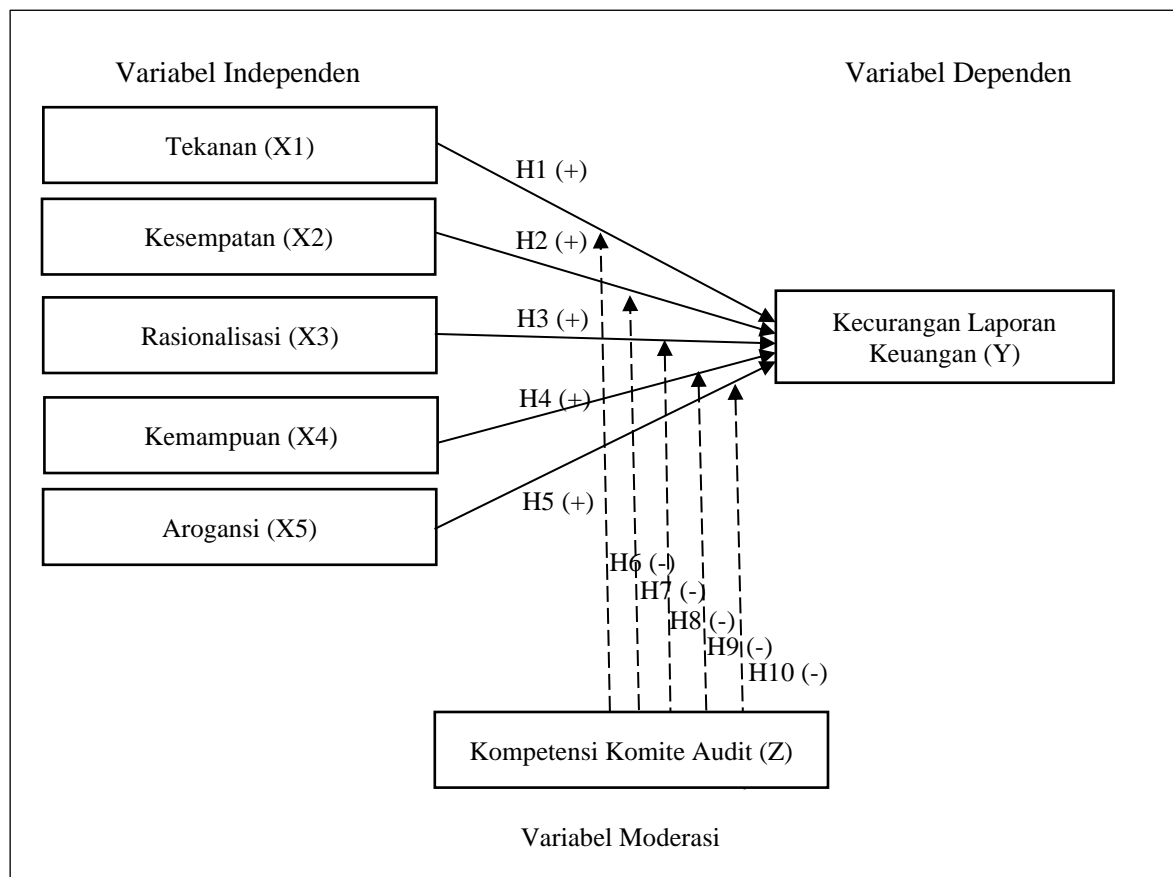 Variabel Independen
Variabel Dependen
Tekanan (X1)
H1 (+)
Kesempatan (X2)
H2 (+)
Rasionalisasi (X3)
H3 (+)
Kecurangan Laporan
Keuangan (Y)
Kemampuan (X4)
H4 (+)
Arogansi (X5)
H5 (+)
H6 (-)
H7 (-)
H8 (-)
H9 (-)
H10 (-)
Kompetensi Komite Audit (Z)
Variabel Moderasi